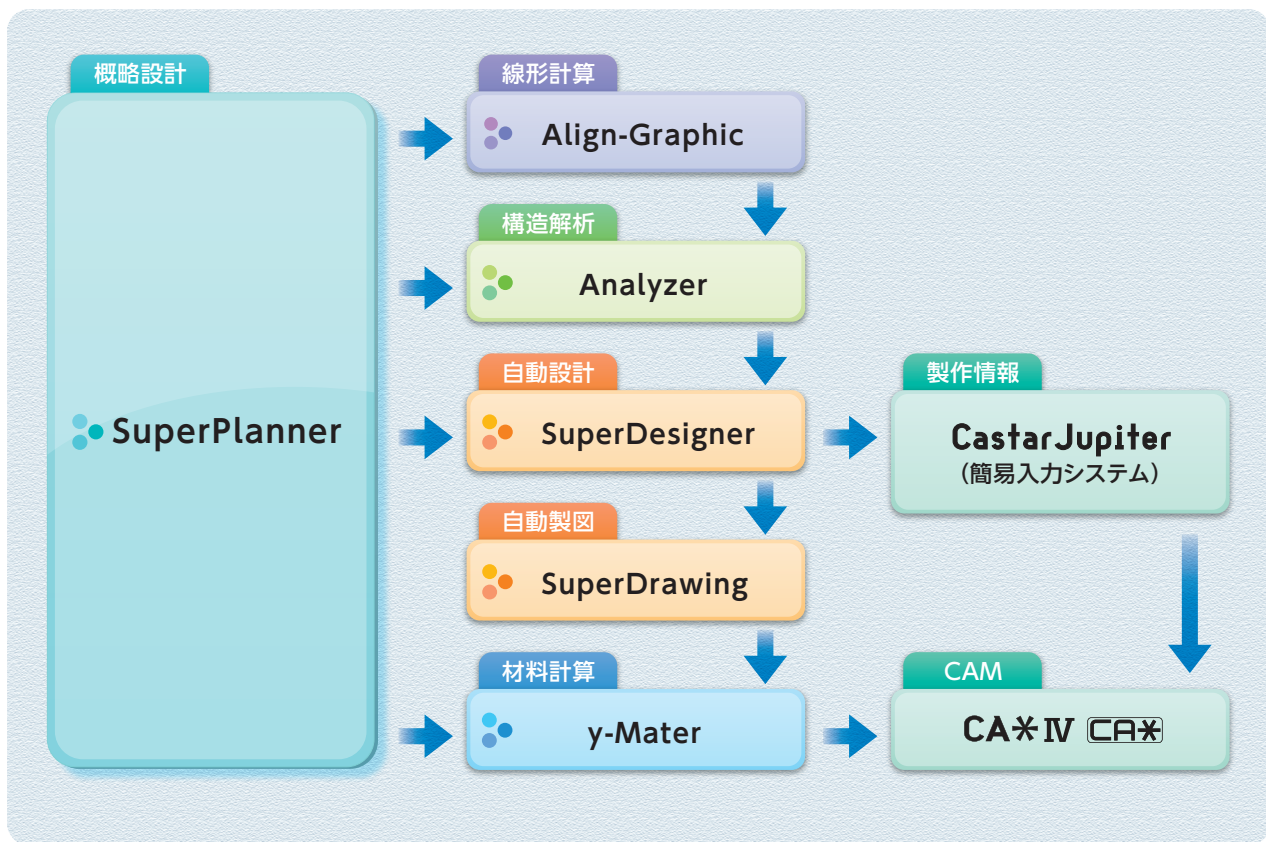 概略設計
SuperPlanner
線形計算
Align-Graphic
構造解析
Analyzer
自動設計
SuperDesigner
製作情報
CastarJupiter
（簡易入力システム）
自動製図
SuperDrawing
材料計算
y-Mater
CAM
CA＊Ⅳ CA＊